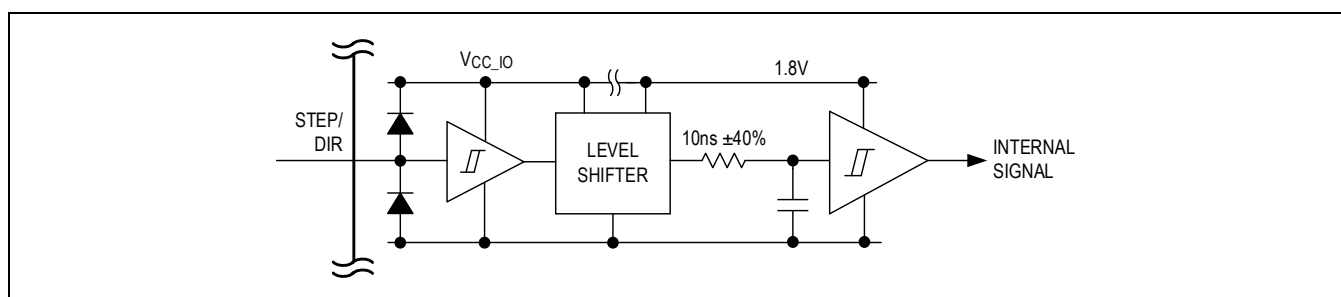 VCC_IO
1.8V
STEP/
DIR
LEVEL
SHIFTER
10ns ±40%
INTERNAL
SIGNAL